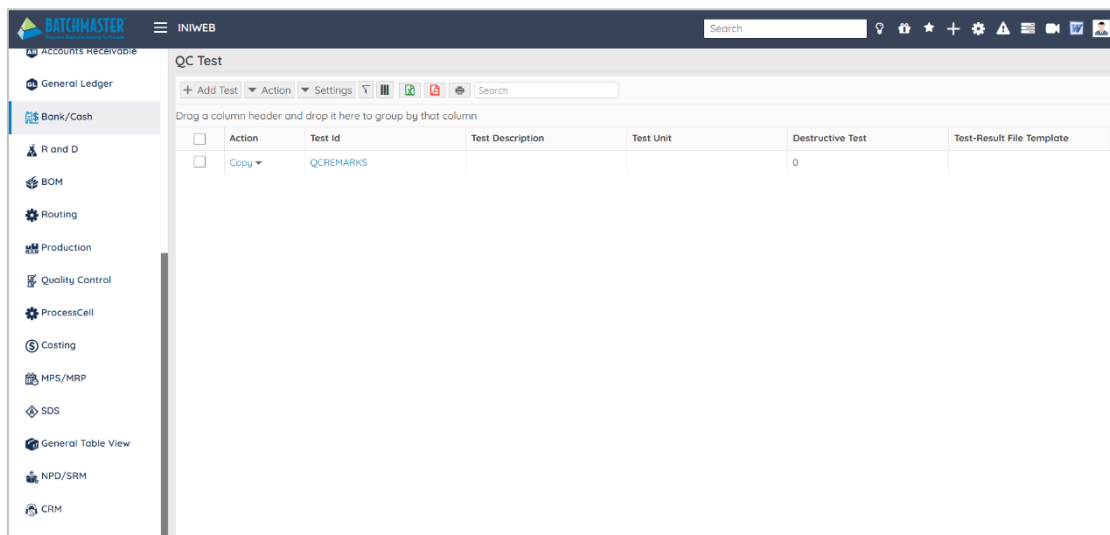 BATCHMASTER
INIWEB
Search
W
Accounts Receivable
General Ledger
Bank/Cash
R and D
BOM
Routing
Production
Quality Control
ProcessCell
Costing
MPS/MRP
SDS
General Table View
NPD/SRM
CRM
QC Test
+ Add Test Action Settings Search
Drag a column header and drop it here to group by that column
Action Test Id Test Description Test Unit Destructive Test Test-Result File Template
Copy QCREMARKS 0